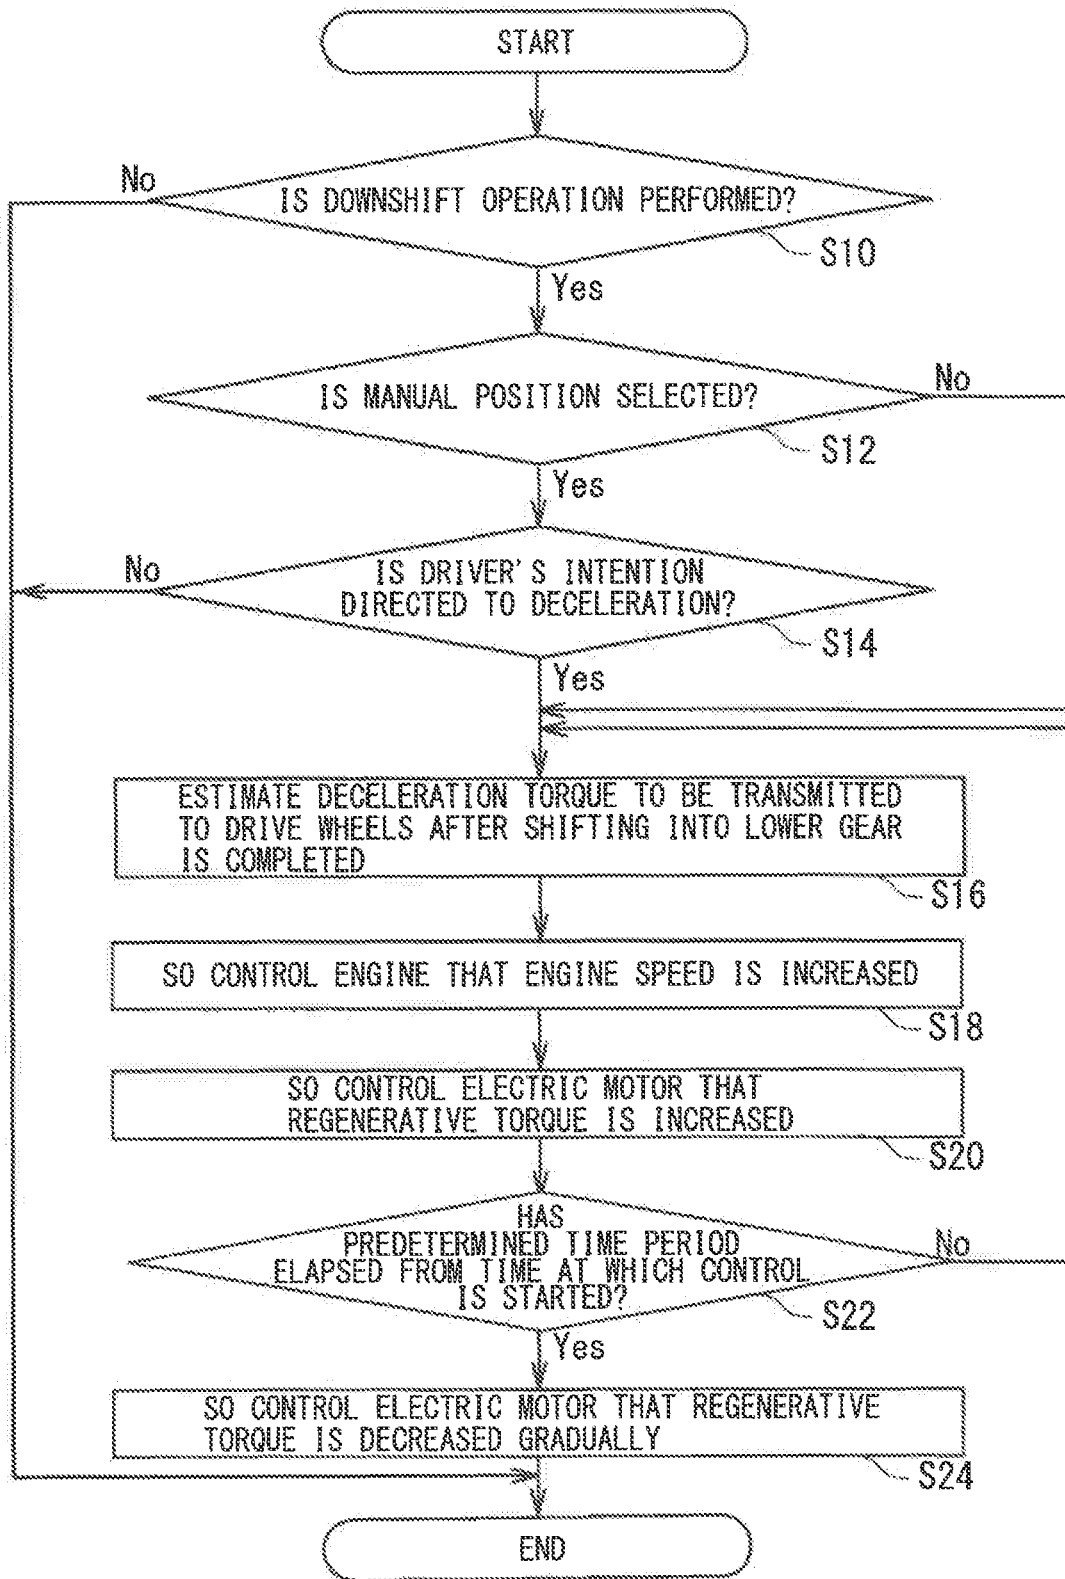 START
No
IS DOWNSHIFT OPERATION PERFORMED?
S10
Yes
No
IS MANUAL POSITION SELECTED?
S12
Yes
No
IS DRIVER'S INTENTION
DIRECTED TO DECELERATION?
S14
Yes
ESTIMATE DECELERATION TORQUE TO BE TRANSMITTED
TO DRIVE WHEELS AFTER SHIFTING INTO LOWER GEAR
IS COMPLETED
S16
SO CONTROL ENGINE THAT ENGINE SPEED IS INCREASED
S18
SO CONTROL ELECTRIC MOTOR THAT
REGENERATIVE TORQUE IS INCREASED
S20
HAS
PREDETERMINED TIME PERIOD
ELAPSED FROM TIME AT WHICH CONTROL
IS STARTED?
No
S22
Yes
SO CONTROL ELECTRIC MOTOR THAT REGENERATIVE
TORQUE IS DECREASED GRADUALLY
S24
END